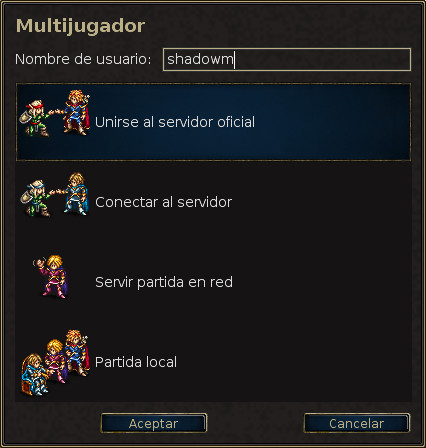 Multijugador
Nombre de usuario: shadowm
Unirse al servidor oficial
Conectar al servidor
Servir partida en red
Partida local
Aceptar Cancelar